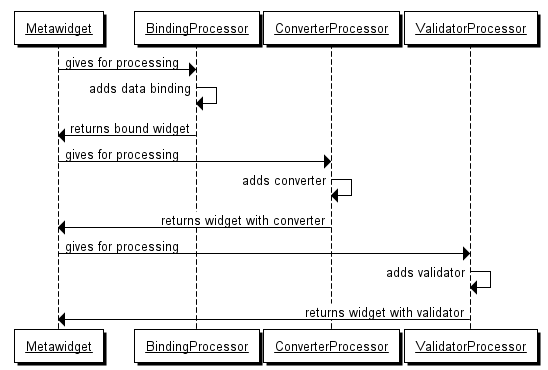 Metawidget BindingProcessor ConverterProcessor ValidatorProcessor
gives for processing
adds data binding
returns bound widget
gives for processing
adds converter
returns widget with converter
gives for processing
adds validator
returns widget with validator
Metawidget BindingProcessor ConverterProcessor ValidatorProcessor